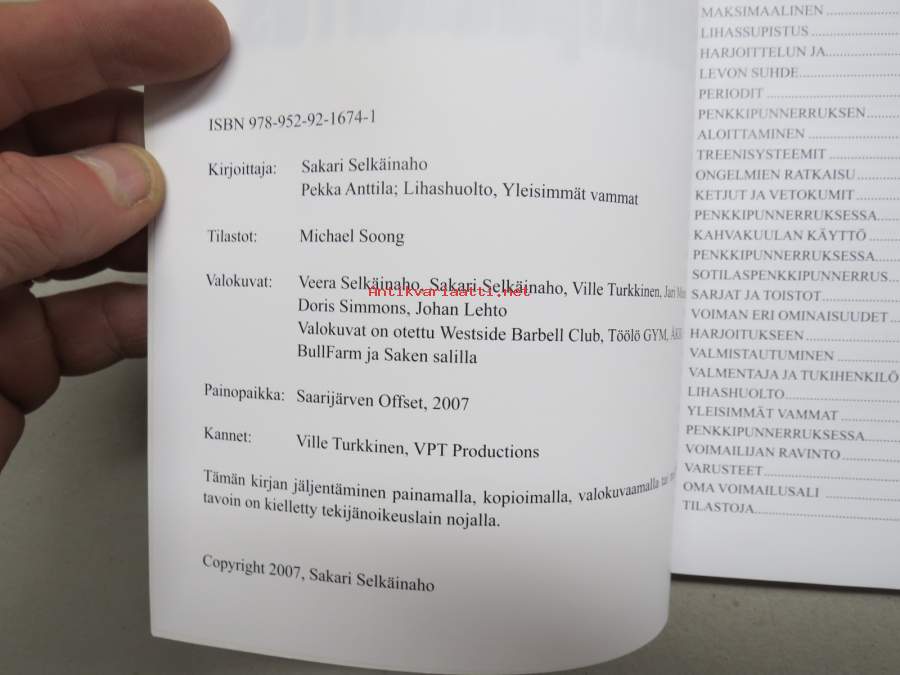 ISBN 978-952-92-1674-1
Kirjoittaja: Sakari Selkäinaho
Pekka Anttila; Lihashuolto, Yleisimmät vammat
Tilastot: Michael Soong
Valokuvat: Veera Selkäinaho, Sakari Selkäinaho, Ville Turkkinen, Jari
Antikvariaatti.net
Doris Simmons, Johan Lehto
Valokuvat on otettu Westside Barbell Club, Töölö GYM,
BullFarm ja Saken salilla
Painopaikka: Saarijärven Offset, 2007
Kannet: Ville Turkkinen, VPT Productions
Tämän kirjan jäljentäminen painamalla, kopioimalla, valokuvaamalla tai
tavoin on kielletty tekijänoikeuslain nojalla.
Copyright 2007, Sakari Selkäinaho
MAKSIMAALINEN
LIHASSUPISTUS
HARJOITTELUN JA
LEVON SUHDE
PERIODIT
PENKKIPUNNERRUKSEN
ALOITTAMINEN
TREENISYSTEEMIT
ONGELMIEN RATKAISU
KETJUT JA VETOKUMIT
PENKKIPUNNERRUKSESSA
KAHVAKUULAN KÄYTTÖ
PENKKIPUNNERRUKSESSA
SOTILASPENKKIPUNNERRUS
SARJAT JA TOISTOT
VOIMAN ERI OMINAISUUDET
HARJOITUKSEEN
VALMISTAUTUMINEN
VALMENTAJA JA TUKIHENKILÖ
LIHASHUOLTO
YLEISIMMÄT VAMMAT
PENKKIPUNNERRUKSESSA
VOIMAILIJAN RAVINTO
VARUSTEET
OMA VOIMAILUSALI
TILASTOJA